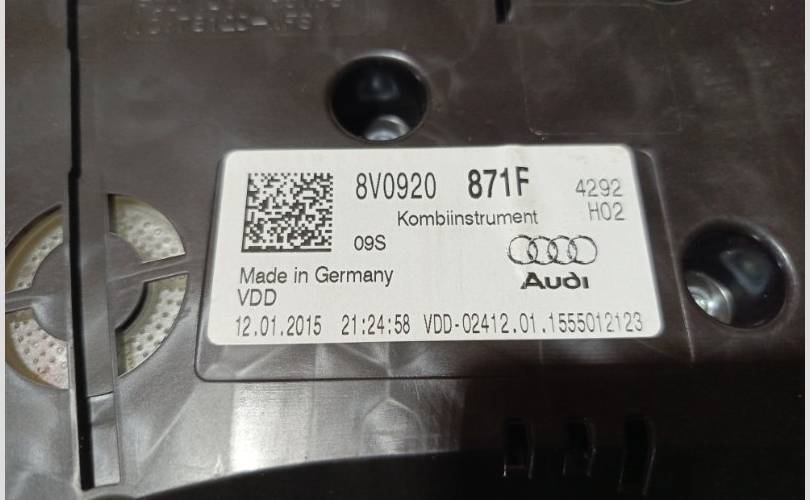 8V0920 871F 4292
Kombiinstrument H02
09S
Audi
Made in Germany
VDD
12.01.2015 21:24:58 VDD-02412.01.1555012123